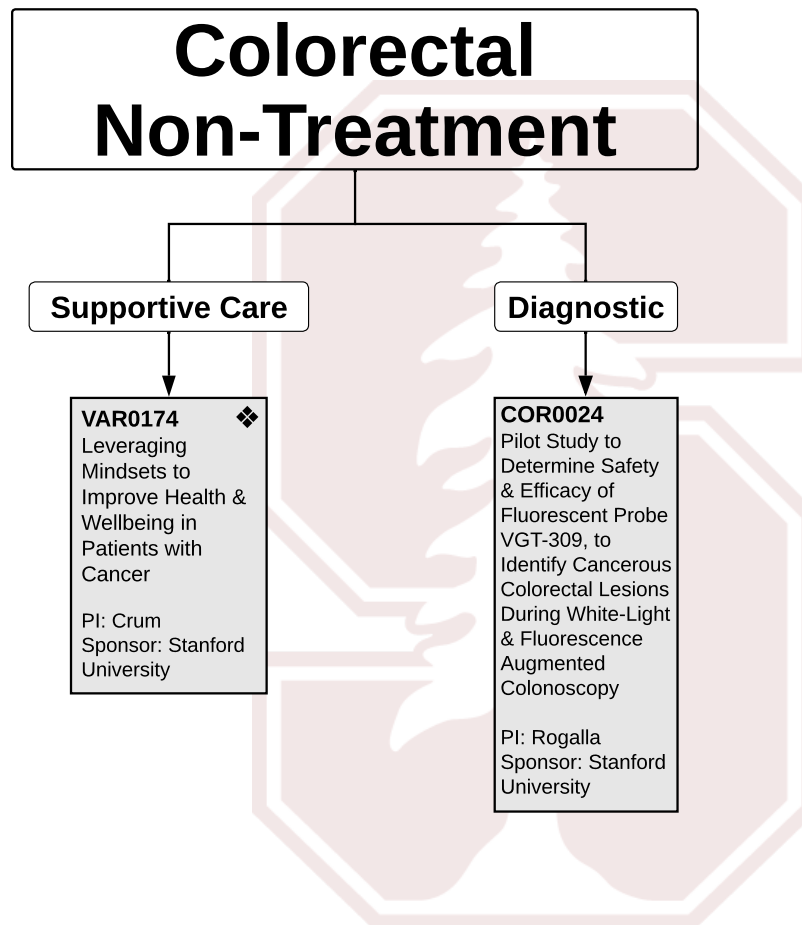 Colorectal
Non-Treatment
Supportive Care
Diagnostic
VAR0174 ❖
Leveraging
Mindsets to
Improve Health &
Wellbeing in
Patients with
Cancer
PI: Crum
Sponsor: Stanford
University
COR0024
Pilot Study to
Determine Safety
& Efficacy of
Fluorescent Probe
VGT-309, to
Identify Cancerous
Colorectal Lesions
During White-Light
& Fluorescence
Augmented
Colonoscopy
PI: Rogalla
Sponsor: Stanford
University